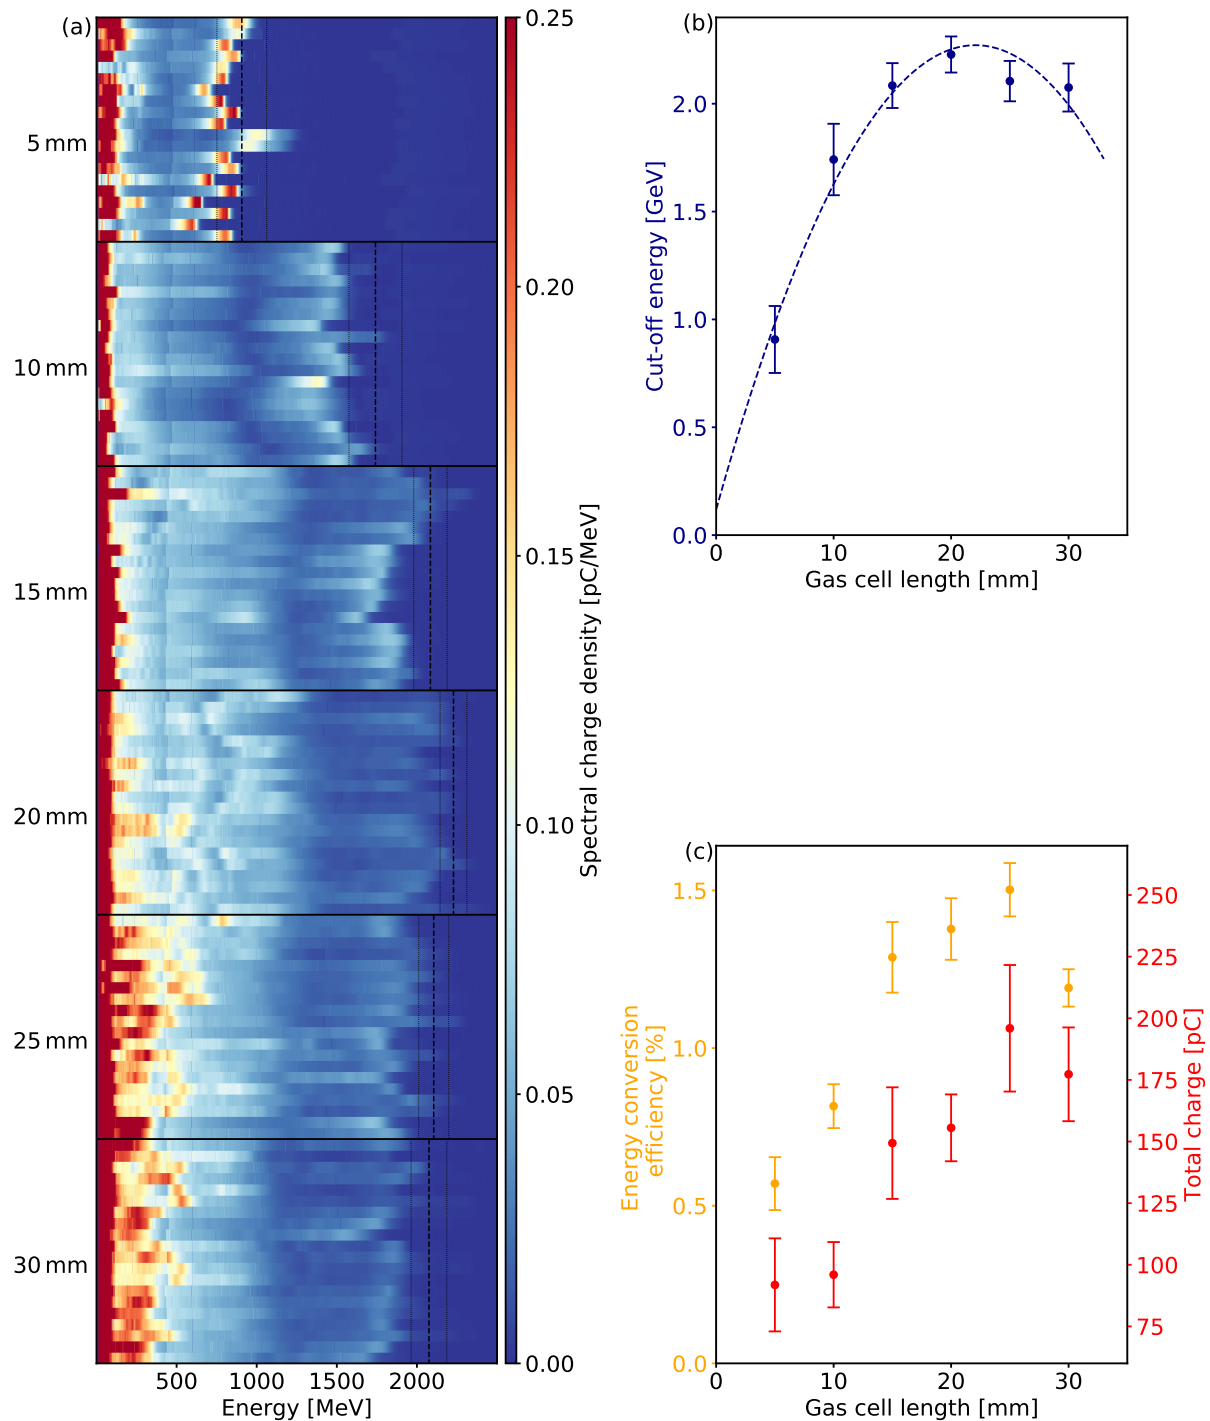 (a)
5 mm
10 mm
15 mm
20 mm
25 mm
30 mm
500
1000
1500
2000
Energy [MeV]
0.25
0.20
0.15
0.10
0.05
0.00
Spectral charge density [pC/MeV]
(b)
2.0
1.5
1.0
0.5
0.0
Cut-off energy [GeV]
0
10
20
30
Gas cell length [mm]
(c)
1.5
1.0
0.5
0.0
Energy conversion
efficiency [%]
250
225
200
175
150
125
100
75
Total charge [pC]
0
10
20
30
Gas cell length [mm]